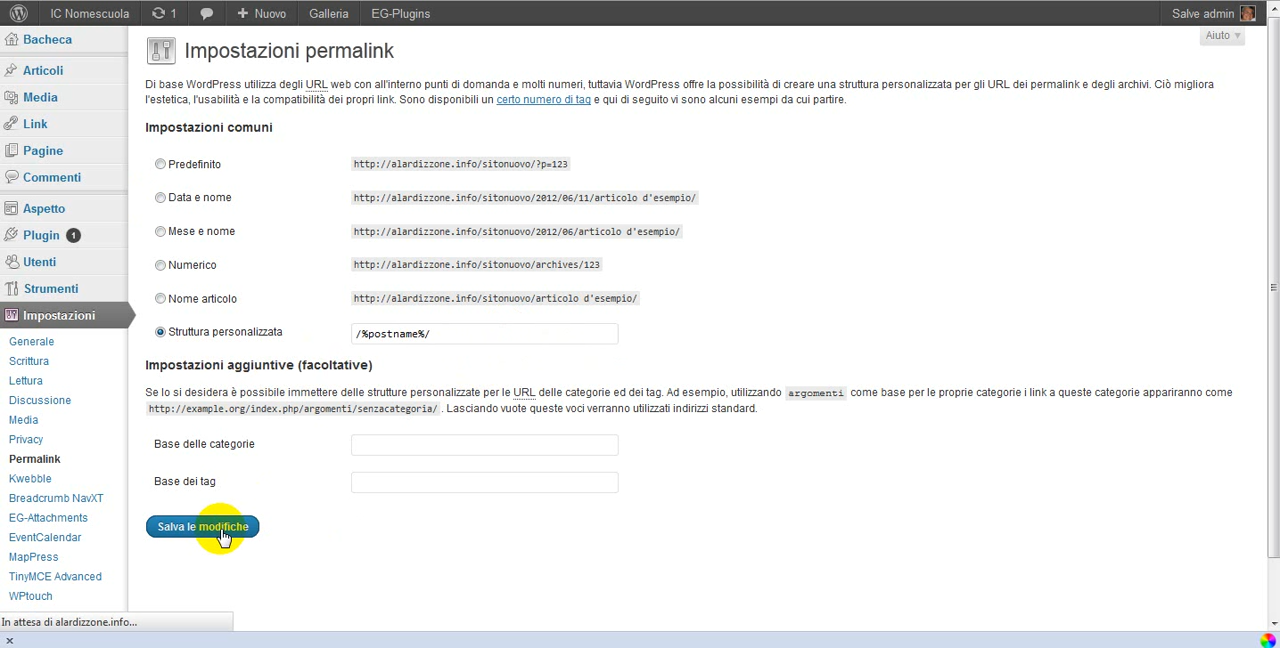 IC Nomescuola 1 Nuovo Galleria EG-Plugins Salve admin
Aiuto
Bacheca
Articoli
Media
Link
Pagine
Commenti
Aspetto
Plugin 1
Utenti
Strumenti
Impostazioni
Generale
Scrittura
Lettura
Discussione
Media
Privacy
Permalink
Kwebble
Breadcrumb NavXT
EG-Attachments
EventCalendar
MapPress
TinyMCE Advanced
WPtouch
Impostazioni permalink
Di base WordPress utilizza degli URL web con all'interno punti di domanda e molti numeri, tuttavia WordPress offre la possibilità di creare una struttura personalizzata per gli URL dei permalink e degli archivi. Ciò migliora
l'estetica, l'usabilità e la compatibilità dei propri link. Sono disponibili un certo numero di tag e qui di seguito vi sono alcuni esempi da cui partire.
Impostazioni comuni
Predefinito http://alardizzone.info/sitonuovo/?p=123
Data e nome http://alardizzone.info/sitonuovo/2012/06/11/articolo d'esempio/
Mese e nome http://alardizzone.info/sitonuovo/2012/06/articolo d'esempio/
Numerico http://alardizzone.info/sitonuovo/archives/123
Nome articolo http://alardizzone.info/sitonuovo/articolo d'esempio/
Struttura personalizzata /%postname%/
Impostazioni aggiuntive (facoltative)
Se lo si desidera è possibile immettere delle strutture personalizzate per le URL delle categorie ed dei tag. Ad esempio, utilizzando argomenti come base per le proprie categorie i link a queste categorie appariranno come
http://example.org/index.php/argomenti/senzacategoria/ . Lasciando vuote queste voci verranno utilizzati indirizzi standard.
Base delle categorie
Base dei tag
Salva le modifiche
In attesa di alardizzone.info...